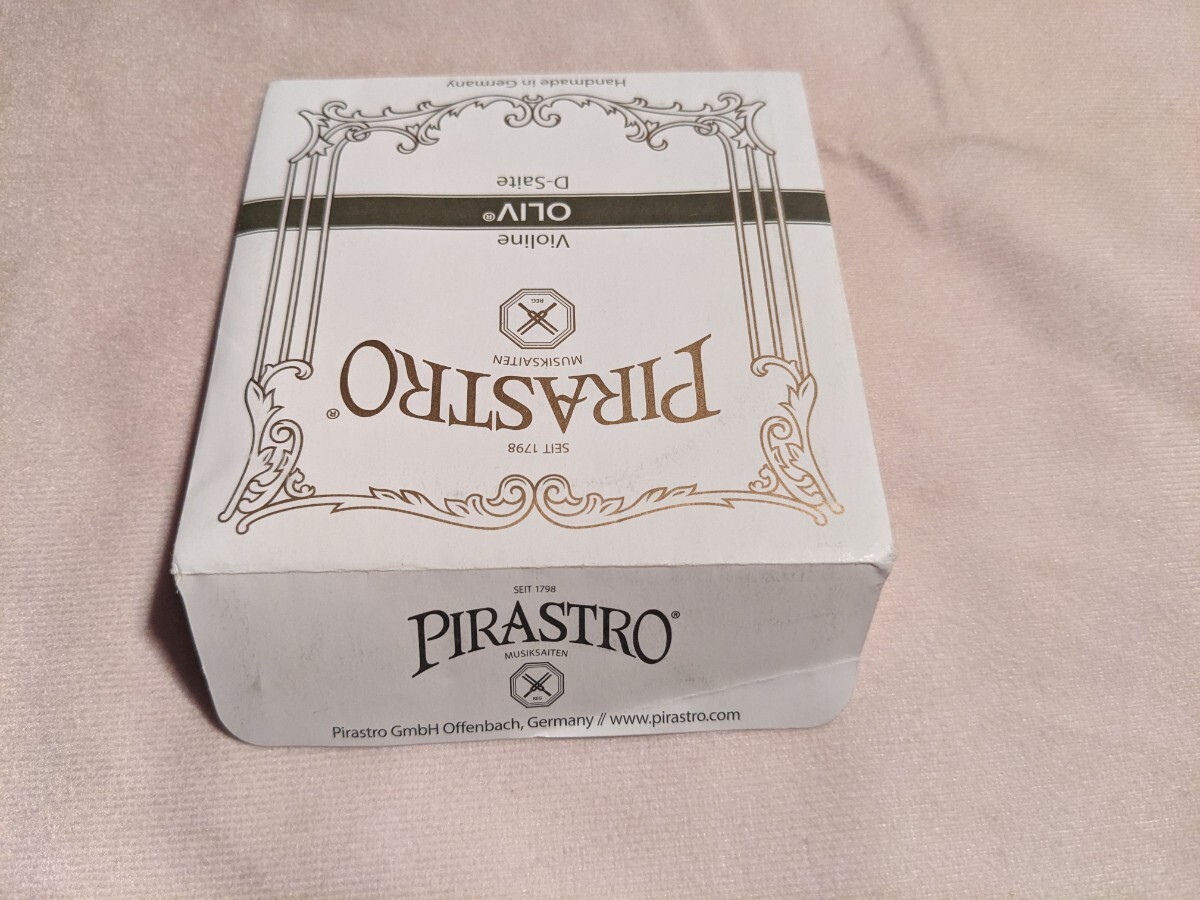 SEIT 1798
PIRASTRO®
MUSIKSAITEN
REG
Violine
OLIV®
D-Saite
Handmade in Germany
SEIT 1798
PIRASTRO®
MUSIKSAITEN
REG
Pirastro GmbH Offenbach, Germany // www.pirastro.com